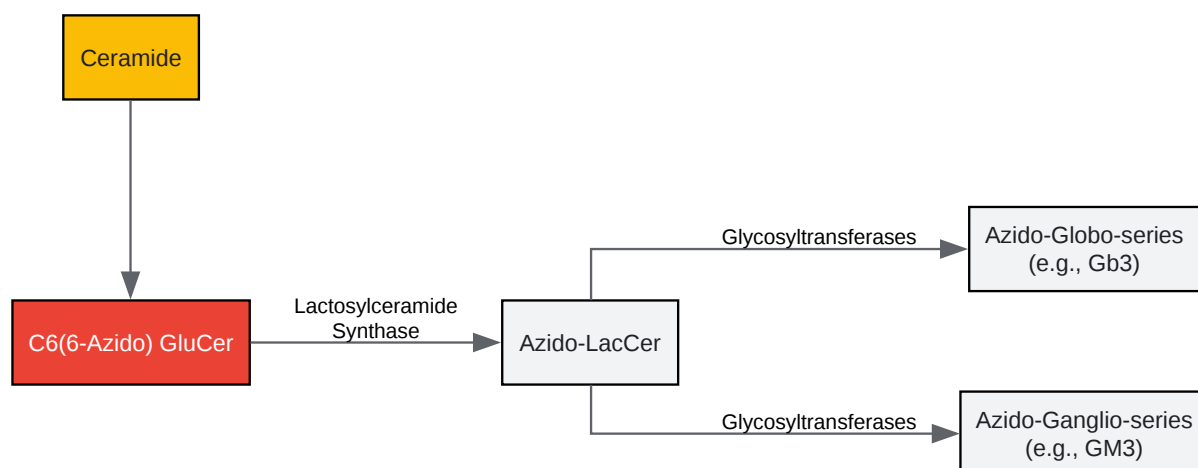 Ceramide
C6(6-Azido) GluCer
Lactosylceramide
Synthase
Azido-LacCer
Glycosyltransferases
Azido-Globo-series
(e.g., Gb3)
Glycosyltransferases
Azido-Ganglio-series
(e.g., GM3)